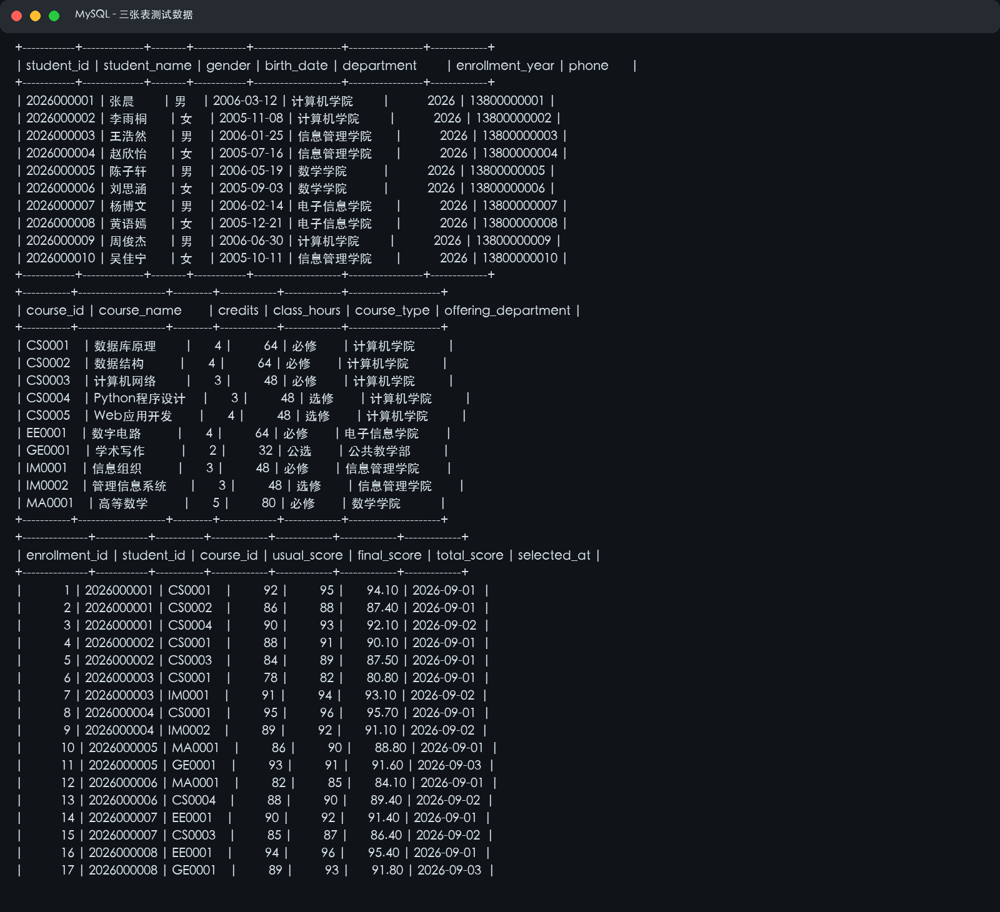 MySQL - 三张表测试数据
+------------+--------------+--------+------------+--------------------+-----------------+-------------+
| student_id | student_name | gender | birth_date | department | enrollment_year | phone |
+------------+--------------+--------+------------+--------------------+-----------------+-------------+
| 2026000001 | 张晨 | 男 | 2006-03-12 | 计算机学院 | 2026 | 13800000001 |
| 2026000002 | 李雨桐 | 女 | 2005-11-08 | 计算机学院 | 2026 | 13800000002 |
| 2026000003 | 王浩然 | 男 | 2006-01-25 | 信息管理学院 | 2026 | 13800000003 |
| 2026000004 | 赵欣怡 | 女 | 2005-07-16 | 信息管理学院 | 2026 | 13800000004 |
| 2026000005 | 陈子轩 | 男 | 2006-05-19 | 数学学院 | 2026 | 13800000005 |
| 2026000006 | 刘思涵 | 女 | 2005-09-03 | 数学学院 | 2026 | 13800000006 |
| 2026000007 | 杨博文 | 男 | 2006-02-14 | 电子信息学院 | 2026 | 13800000007 |
| 2026000008 | 黄语嫣 | 女 | 2005-12-21 | 电子信息学院 | 2026 | 13800000008 |
| 2026000009 | 周俊杰 | 男 | 2006-06-30 | 计算机学院 | 2026 | 13800000009 |
| 2026000010 | 吴佳宁 | 女 | 2005-10-11 | 信息管理学院 | 2026 | 13800000010 |
+------------+--------------+--------+------------+--------------------+-----------------+-------------+
+-----------+--------------------+---------+-------------+-------------+---------------------+
| course_id | course_name | credits | class_hours | course_type | offering_department |
+-----------+--------------------+---------+-------------+-------------+---------------------+
| CS0001 | 数据库原理 | 4 | 64 | 必修 | 计算机学院 |
| CS0002 | 数据结构 | 4 | 64 | 必修 | 计算机学院 |
| CS0003 | 计算机网络 | 3 | 48 | 必修 | 计算机学院 |
| CS0004 | Python程序设计 | 3 | 48 | 选修 | 计算机学院 |
| CS0005 | Web应用开发 | 4 | 48 | 选修 | 计算机学院 |
| EE0001 | 数字电路 | 4 | 64 | 必修 | 电子信息学院 |
| GE0001 | 学术写作 | 2 | 32 | 公选 | 公共教学部 |
| IM0001 | 信息组织 | 3 | 48 | 必修 | 信息管理学院 |
| IM0002 | 管理信息系统 | 3 | 48 | 选修 | 信息管理学院 |
| MA0001 | 高等数学 | 5 | 80 | 必修 | 数学学院 |
+-----------+--------------------+---------+-------------+-------------+---------------------+
+---------------+------------+-----------+-------------+-------------+-------------+-------------+
| enrollment_id | student_id | course_id | usual_score | final_score | total_score | selected_at |
+---------------+------------+-----------+-------------+-------------+-------------+-------------+
| 1 | 2026000001 | CS0001 | 92 | 95 | 94.10 | 2026-09-01 |
| 2 | 2026000001 | CS0002 | 86 | 88 | 87.40 | 2026-09-01 |
| 3 | 2026000001 | CS0004 | 90 | 93 | 92.10 | 2026-09-02 |
| 4 | 2026000002 | CS0001 | 88 | 91 | 90.10 | 2026-09-01 |
| 5 | 2026000002 | CS0003 | 84 | 89 | 87.50 | 2026-09-01 |
| 6 | 2026000003 | CS0001 | 78 | 82 | 80.80 | 2026-09-01 |
| 7 | 2026000003 | IM0001 | 91 | 94 | 93.10 | 2026-09-02 |
| 8 | 2026000004 | CS0001 | 95 | 96 | 95.70 | 2026-09-01 |
| 9 | 2026000004 | IM0002 | 89 | 92 | 91.10 | 2026-09-02 |
| 10 | 2026000005 | MA0001 | 86 | 90 | 88.80 | 2026-09-01 |
| 11 | 2026000005 | GE0001 | 93 | 91 | 91.60 | 2026-09-03 |
| 12 | 2026000006 | MA0001 | 82 | 85 | 84.10 | 2026-09-01 |
| 13 | 2026000006 | CS0004 | 88 | 90 | 89.40 | 2026-09-02 |
| 14 | 2026000007 | EE0001 | 90 | 92 | 91.40 | 2026-09-01 |
| 15 | 2026000007 | CS0003 | 85 | 87 | 86.40 | 2026-09-02 |
| 16 | 2026000008 | EE0001 | 94 | 96 | 95.40 | 2026-09-01 |
| 17 | 2026000008 | GE0001 | 89 | 93 | 91.80 | 2026-09-03 |